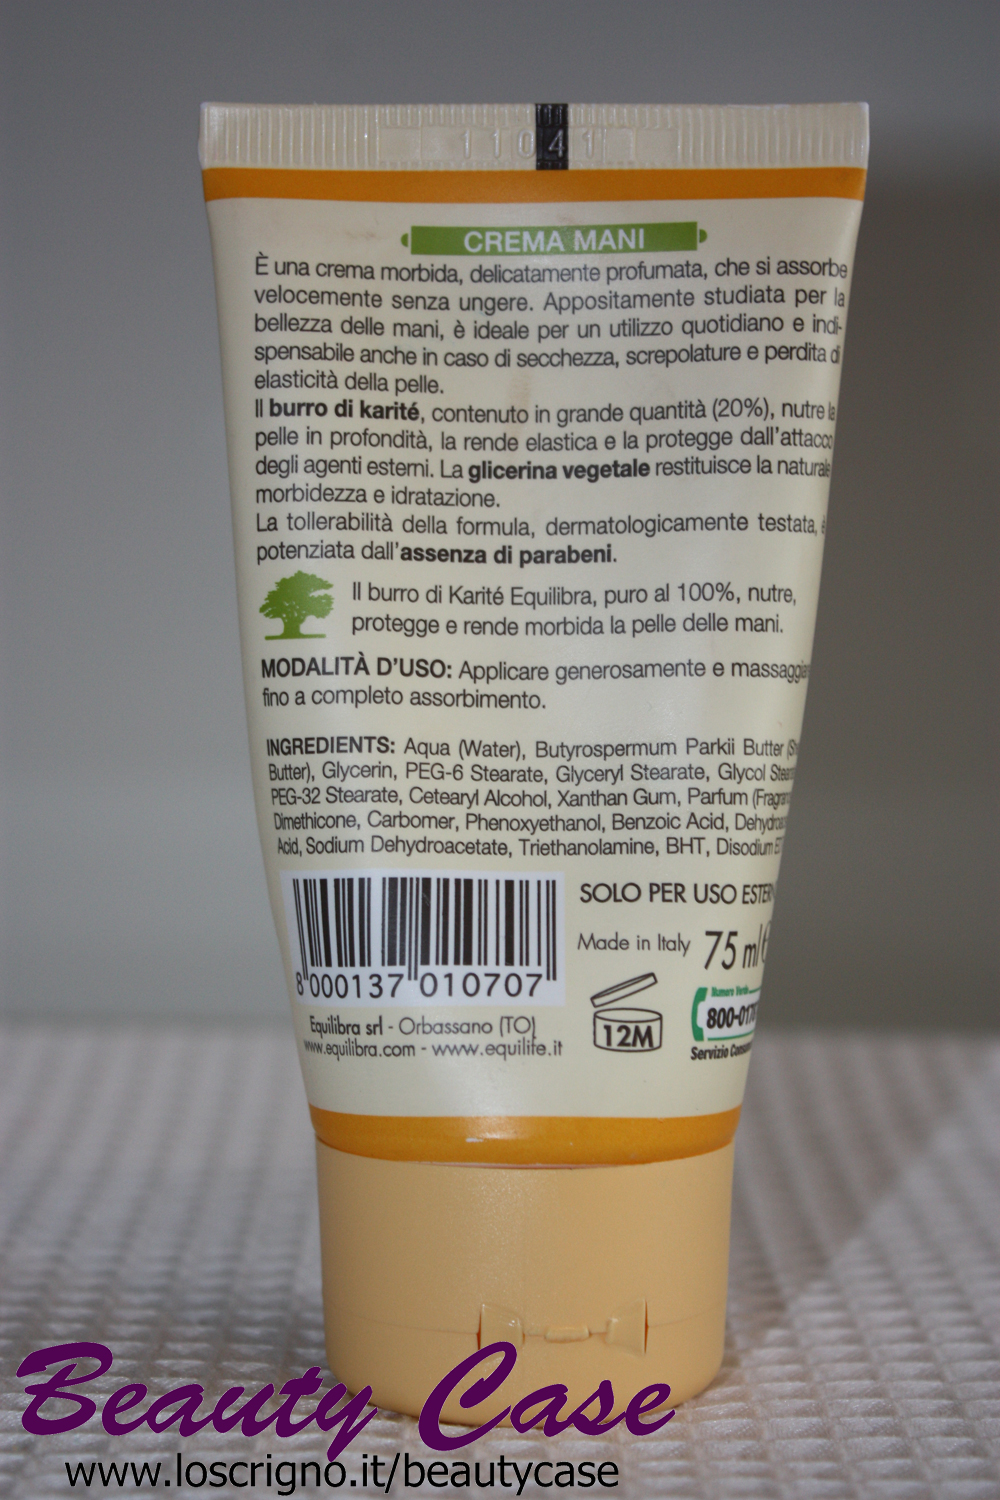 11041
CREMA MANI
È una crema morbida, delicatamente profumata, che si assorbe
velocemente senza ungere. Appositamente studiata per la
bellezza delle mani, è ideale per un utilizzo quotidiano e indi-
spensabile anche in caso di secchezza, screpolature e perdita di
elasticità della pelle.
Il burro di karité, contenuto in grande quantità (20%), nutre la
pelle in profondità, la rende elastica e la protegge dall'attacco
degli agenti esterni. La glicerina vegetale restituisce la naturale
morbidezza e idratazione.
La tollerabilità della formula, dermatologicamente testata, è
potenziata dall'assenza di parabeni.
Il burro di Karité Equilibra, puro al 100%, nutre,
protegge e rende morbida la pelle delle mani.
MODALITÀ D'USO: Applicare generosamente e
fino a completo assorbimento.
INGREDIENTS: Aqua (Water), Butyrospermum Parkii Butter
Butter), Glycerin, PEG-6 Stearate, Glyceryl Stearate, Glycol
PEG-32 Stearate, Cetearyl Alcohol, Xanthan Gum, Parfum
Dimethicone, Carbomer, Phenoxyethanol, Benzoic Acid,
Acid, Sodium Dehydroacetate, Triethanolamine, BHT, Disodium
SOLO PER USO
Made in Italy 75 ml
8 000137 010707
12M
Numero Verde
Servizio
Equilibra srl - Orbassano (TO)
www.equilibra.com - www.equilife.it
Beauty Case
www.loscrigno.it/beautycase